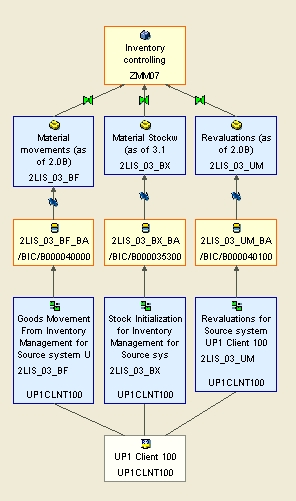 Inventory
controlling
ZMM07
Material
movements (as
of 2.0B)
2LIS_03_BF
Material Stockw
(as of 3.1
2LIS_03_BX
Revaluations (as
of 2.0B)
2LIS_03_UM
2LIS_03_BF_BA
/BIC/B000040000
2LIS_03_BX_BA
/BIC/B000035300
2LIS_03_UM_BA
/BIC/B000040100
Goods Movement
From Inventory
Management for
Source system U
2LIS_03_BF
UP1CLNT100
Stock Initialization
for Inventory
Management for
Source sys
2LIS_03_BX
UP1CLNT100
Revaluations for
Source system
UP1 Client 100
2LIS_03_UM
UP1CLNT100
UP1 Client 100
UP1CLNT100